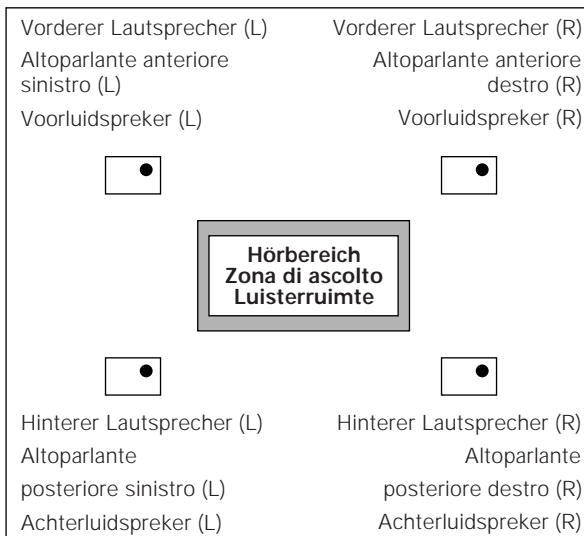 Vorderer Lautsprecher (L)
Altoparlante anteriore
sinistro (L)
Voorluidspreker (L)
Vorderer Lautsprecher (R)
Altoparlante anteriore
destro (R)
Voorluidspreker (R)
Hörbereich
Zona di ascolto
Luisterruimte
Hinterer Lautsprecher (L)
Altoparlante
posteriore sinistro (L)
Achterluidspreker (L)
Hinterer Lautsprecher (R)
Altoparlante
posteriore destro (R)
Achterluidspreker (R)